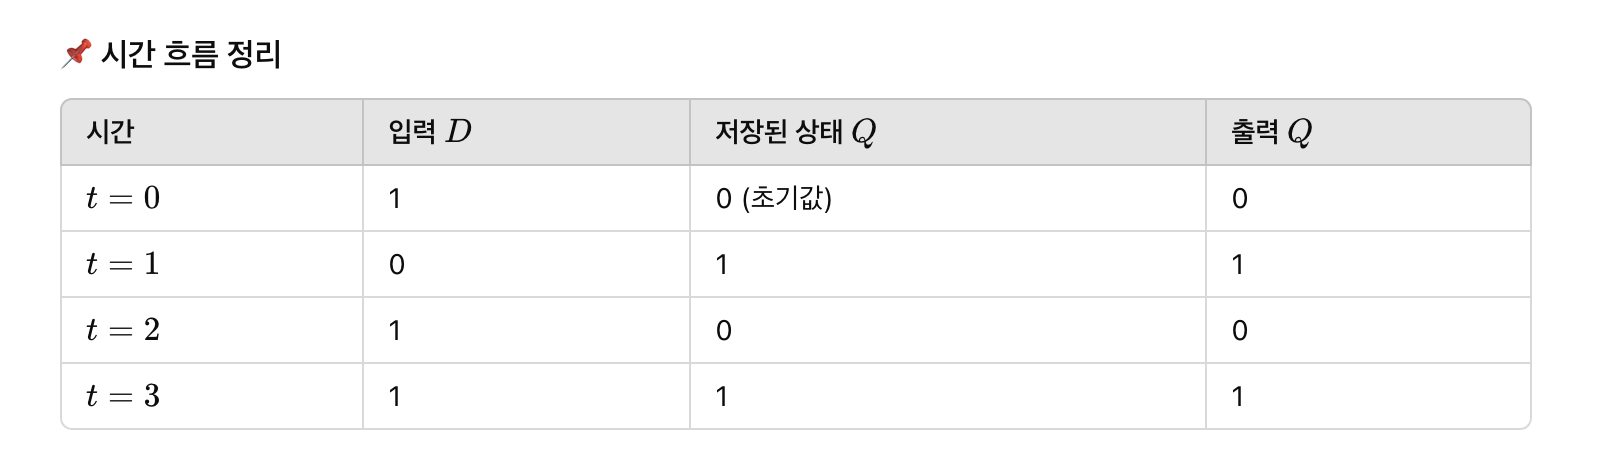 📌 시간 흐름 정리
시간 입력 D 저장된 상태 Q 출력 Q
t = 0 1 0 (초기값) 0
t = 1 0 1 1
t = 2 1 0 0
t = 3 1 1 1